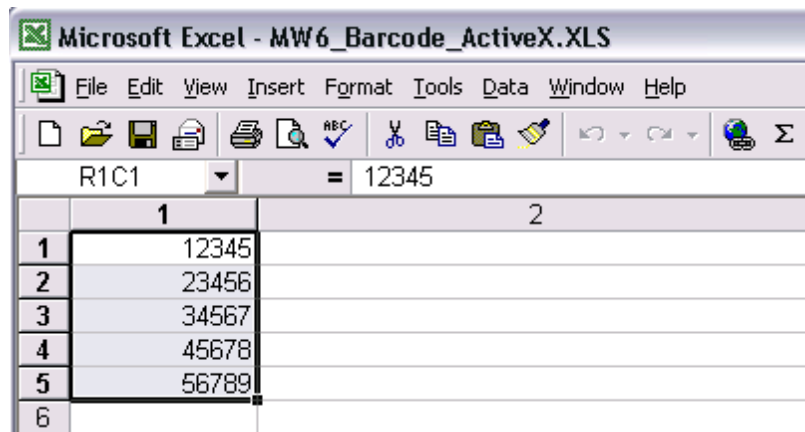 Microsoft Excel - MW6_Barcode_ActiveX.XLS
File Edit View Insert Format Tools Data Window Help
ABC Σ
R1C1 = 12345
1 2
1 12345
2 23456
3 34567
4 45678
5 56789
6